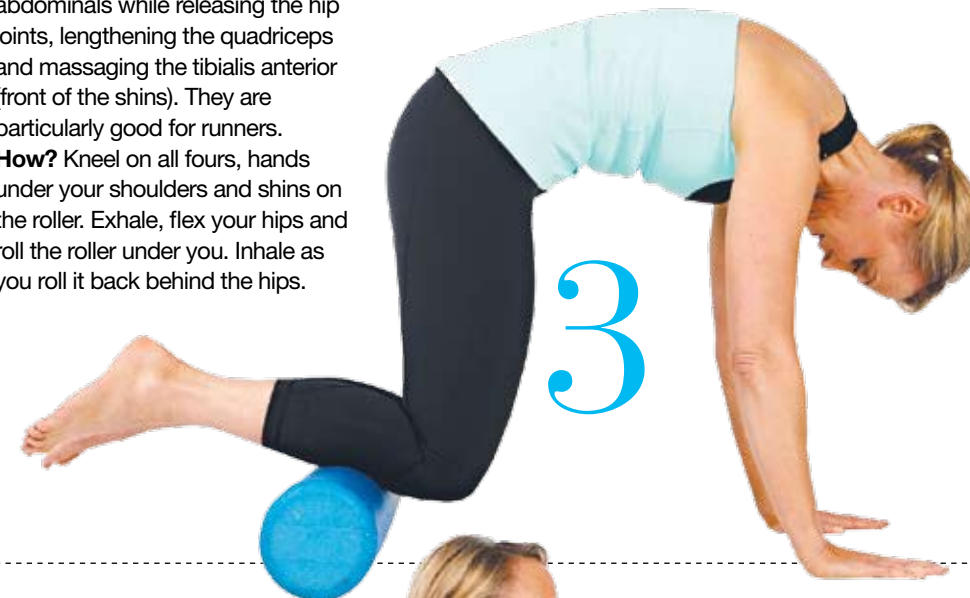 abdominals while releasing the hip
joints, lengthening the quadriceps
and massaging the tibialis anterior
(front of the shins). They are
particularly good for runners.
How? Kneel on all fours, hands
under your shoulders and shins on
the roller. Exhale, flex your hips and
roll the roller under you. Inhale as
you roll it back behind the hips.
3